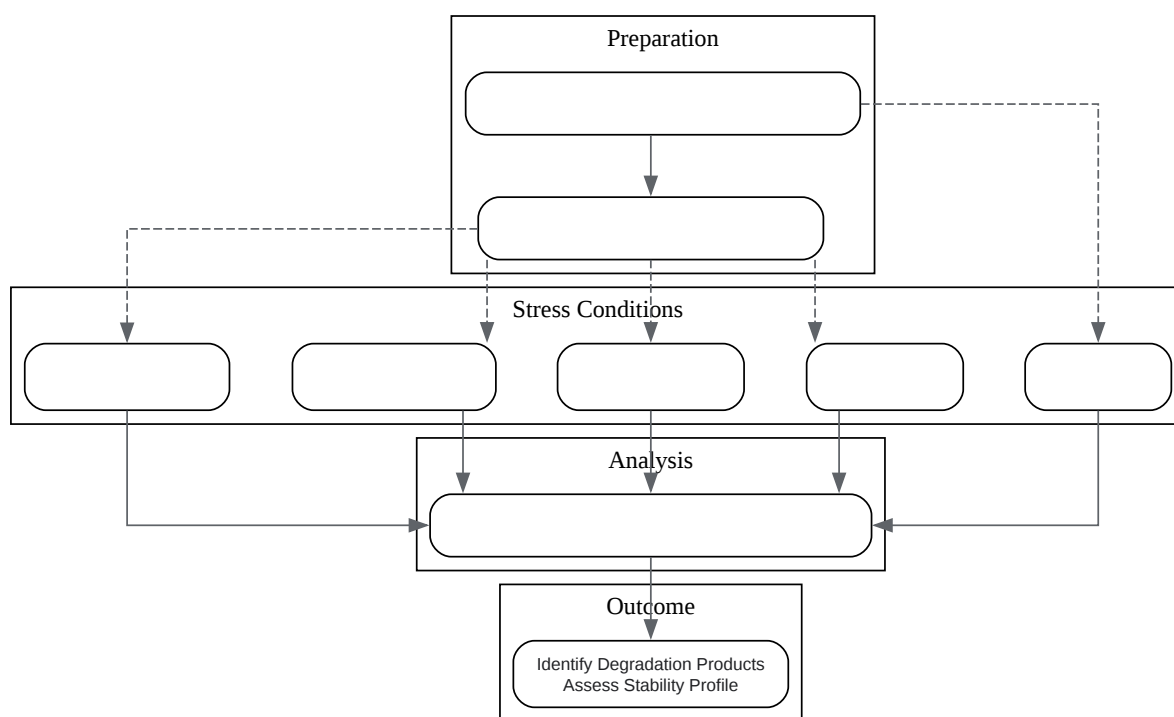 Preparation
Stress Conditions
Analysis
Outcome
Identify Degradation Products
Assess Stability Profile